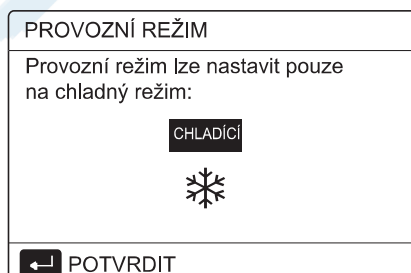 PROVOZNÍ REŽIM
Provozní režim lze nastavit pouze
na chladný režim:
CHLADÍCÍ
POTVRDIT